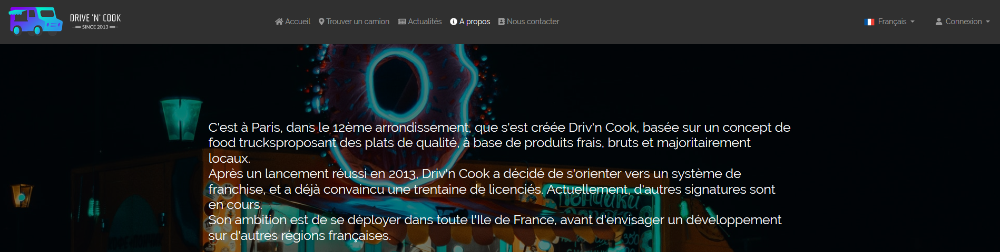 DRIVE 'N' COOK
SINCE 2013
Accueil
Trouver un camion
Actualités
A propos
Nous contacter
Français
Connexion
C'est à Paris, dans le 12ème arrondissement, que s'est créée Driv'n Cook, basée sur un concept de
food trucksproposant des plats de qualité, à base de produits frais, bruts et majoritairement
locaux.
Après un lancement réussi en 2013, Driv'n Cook a décidé de s'orienter vers un système de
franchise, et a déjà convaincu une trentaine de licenciés. Actuellement, d'autres signatures sont
en cours.
Son ambition est de se déployer dans toute l'Ile de France, avant d'envisager un développement
sur d'autres régions françaises.
Пончики
350